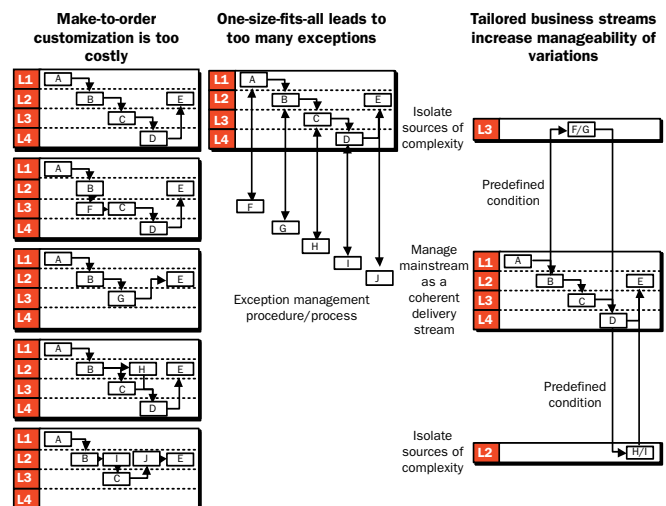 Make-to-order
customization is too
costly
L1
A
L2
B
E
L3
C
L4
D
L1
A
L2
B
E
L3
F
C
L4
D
L1
A
L2
B
E
L3
G
L4
L1
A
L2
B
H
E
L3
C
L4
D
L1
A
L2
B
I
J
E
L3
C
L4
One-size-fits-all leads to
too many exceptions
L1
A
L2
B
E
L3
C
L4
D
F
G
H
I
J
Exception management
procedure/process
Tailored business streams
increase manageability of
variations
Isolate
sources of
complexity
L3
F/G
Predefined
condition
Manage
mainstream
as a
coherent
delivery
stream
L1
A
L2
B
E
L3
C
L4
D
Predefined
condition
Isolate
sources of
complexity
L2
H/I